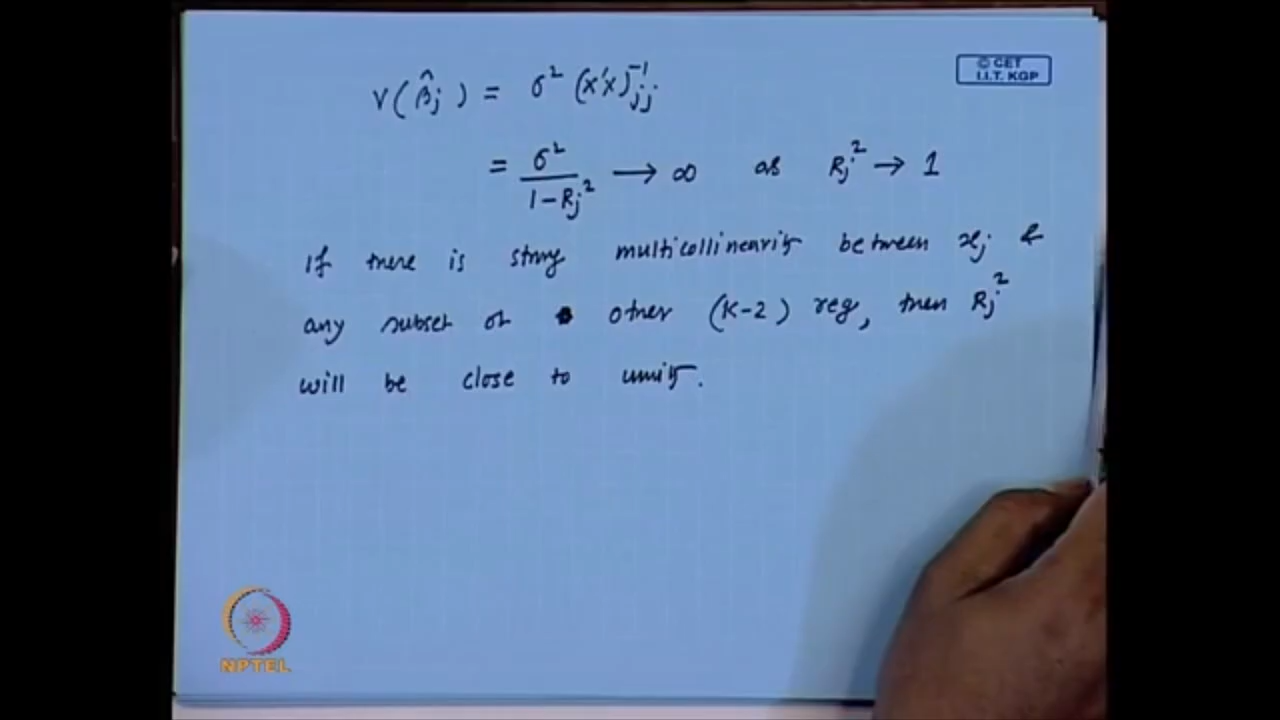 © CET
I.I.T. KGP
V(β̂j) = σ² (X'X)⁻¹jj
= σ² / (1 - Rj²) → ∞ as Rj² → 1
If there is strong multicollinearity between xj &
any subset of other (K-2) reg, then Rj²
will be close to unity.
NPTEL